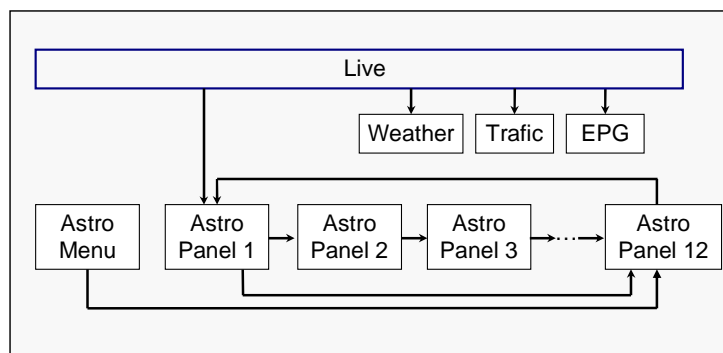 Live
Weather
Trafic
EPG
Astro
Menu
Astro
Panel 1
Astro
Panel 2
Astro
Panel 3
...
Astro
Panel 12